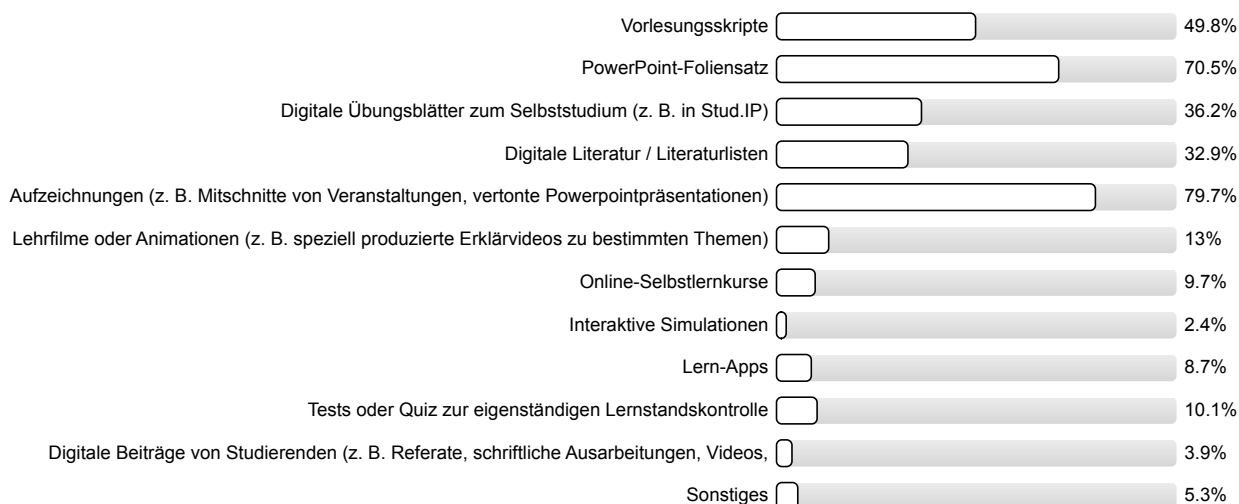 Vorlesungsskripte 49.8%
PowerPoint-Foliensatz 70.5%
Digitale Übungsblätter zum Selbststudium (z. B. in Stud.IP) 36.2%
Digitale Literatur / Literaturlisten 32.9%
Aufzeichnungen (z. B. Mitschnitte von Veranstaltungen, vertonte Powerpointpräsentationen) 79.7%
Lehrfilme oder Animationen (z. B. speziell produzierte Erklärvideos zu bestimmten Themen) 13%
Online-Selbstlernkurse 9.7%
Interaktive Simulationen 2.4%
Lern-Apps 8.7%
Tests oder Quiz zur eigenständigen Lernstandskontrolle 10.1%
Digitale Beiträge von Studierenden (z. B. Referate, schriftliche Ausarbeitungen, Videos, 3.9%
Sonstiges 5.3%